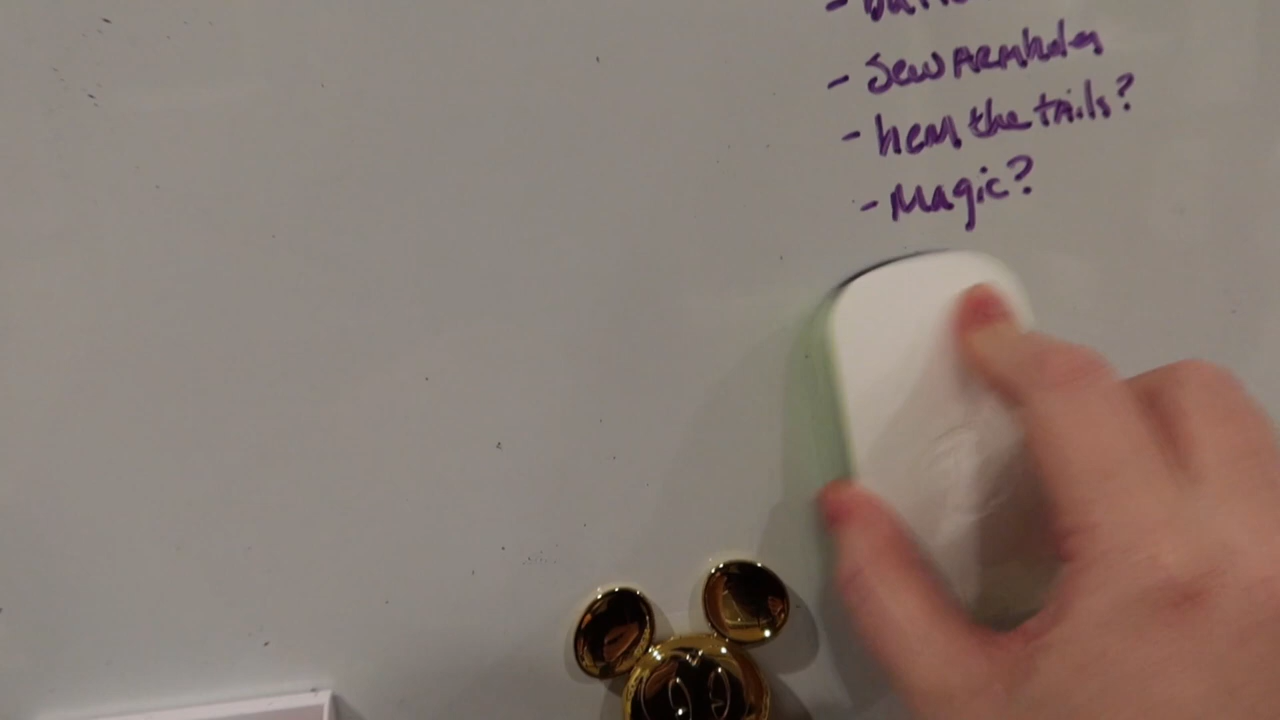 - Sew armholes
- hem the tails?
- Magic?